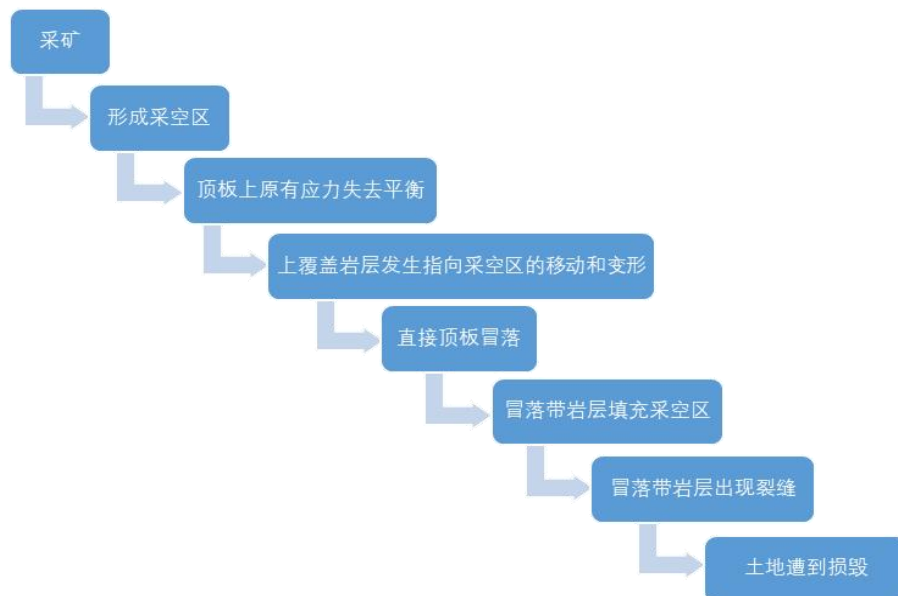 采矿
形成采空区
顶板上原有应力失去平衡
上覆盖岩层发生指向采空区的移动和变形
直接顶板冒落
冒落带岩层填充采空区
冒落带岩层出现裂缝
土地遭到损毁